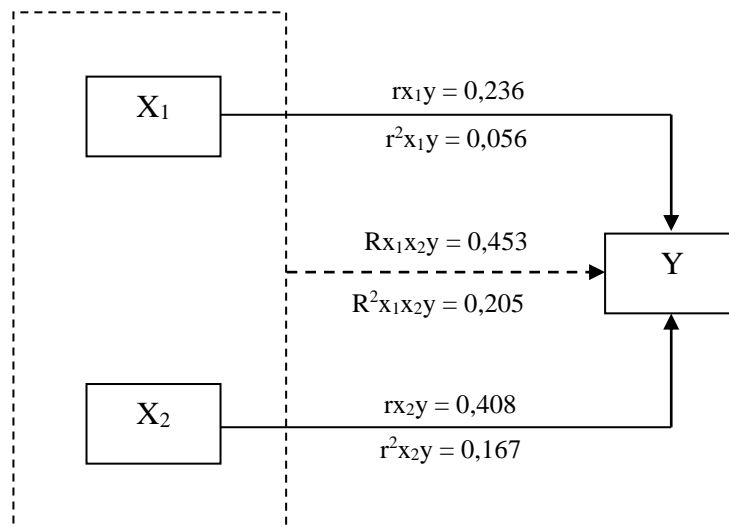 X₁
rx₁y = 0,236
r²x₁y = 0,056
Rx₁x₂y = 0,453
Y
R²x₁x₂y = 0,205
X₂
rx₂y = 0,408
r²x₂y = 0,167